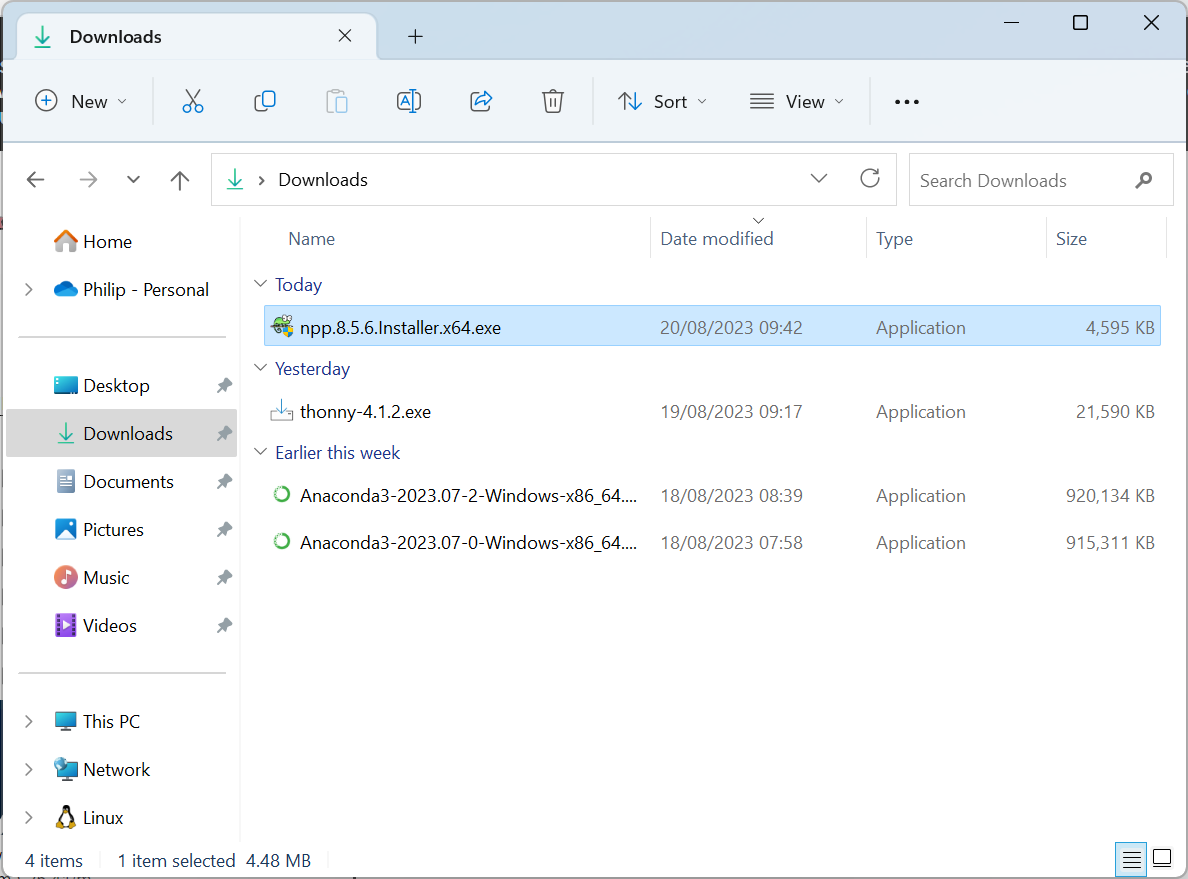 Downloads
New
Sort
View
Downloads
Search Downloads
Home
Philip - Personal
Desktop
Downloads
Documents
Pictures
Music
Videos
This PC
Network
Linux
Name Date modified Type Size
Today
npp.8.5.6.Installer.x64.exe 20/08/2023 09:42 Application 4,595 KB
Yesterday
thonny-4.1.2.exe 19/08/2023 09:17 Application 21,590 KB
Earlier this week
Anaconda3-2023.07-2-Windows-x86_64.... 18/08/2023 08:39 Application 920,134 KB
Anaconda3-2023.07-0-Windows-x86_64.... 18/08/2023 07:58 Application 915,311 KB
4 items 1 item selected 4.48 MB